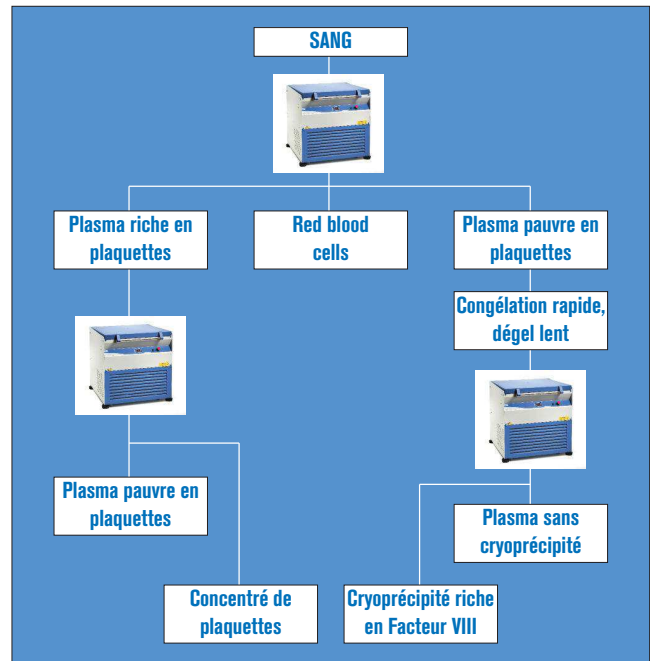 SANG
Plasma riche en
plaquettes
Red blood
cells
Plasma pauvre en
plaquettes
Congélation rapide,
dégel lent
Plasma pauvre en
plaquettes
Plasma sans
cryoprécipité
Concentré de
plaquettes
Cryoprécipité riche
en Facteur VIII